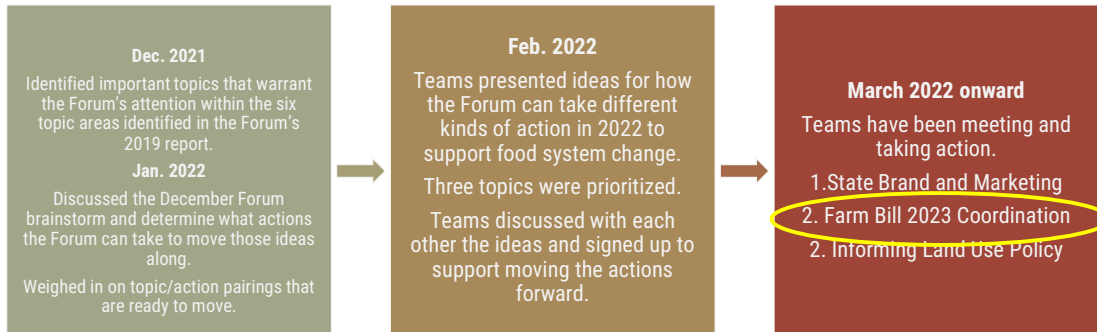 Dec. 2021
Identified important topics that warrant
the Forum's attention within the six
topic areas identified in the Forum's
2019 report.
Jan. 2022
Discussed the December Forum
brainstorm and determine what actions
the Forum can take to move those ideas
along.
Weighed in on topic/action pairings that
are ready to move.
Feb. 2022
Teams presented ideas for how
the Forum can take different
kinds of action in 2022 to
support food system change.
Three topics were prioritized.
Teams discussed with each
other the ideas and signed up to
support moving the actions
forward.
March 2022 onward
Teams have been meeting and
taking action.
1.State Brand and Marketing
2. Farm Bill 2023 Coordination
2. Informing Land Use Policy